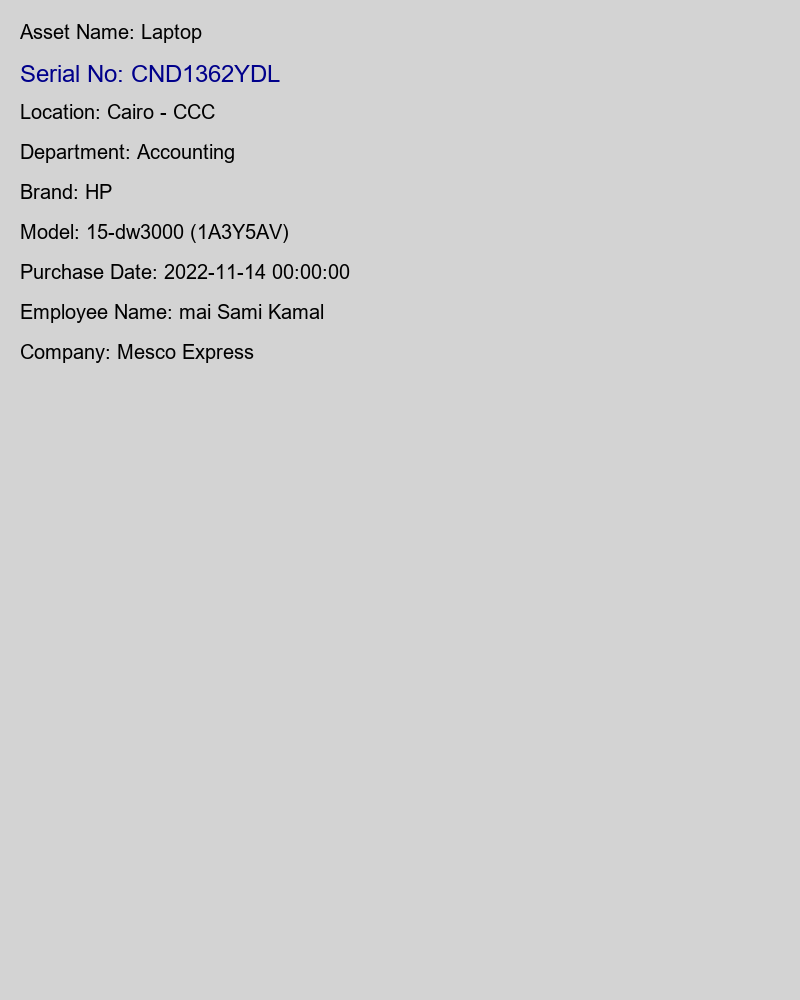 Asset Name: Laptop
Serial No: CND1362YDL
Location: Cairo - CCC
Department: Accounting
Brand: HP
Model: 15-dw3000 (1A3Y5AV)
Purchase Date: 2022-11-14 00:00:00
Employee Name: mai Sami Kamal
Company: Mesco Express